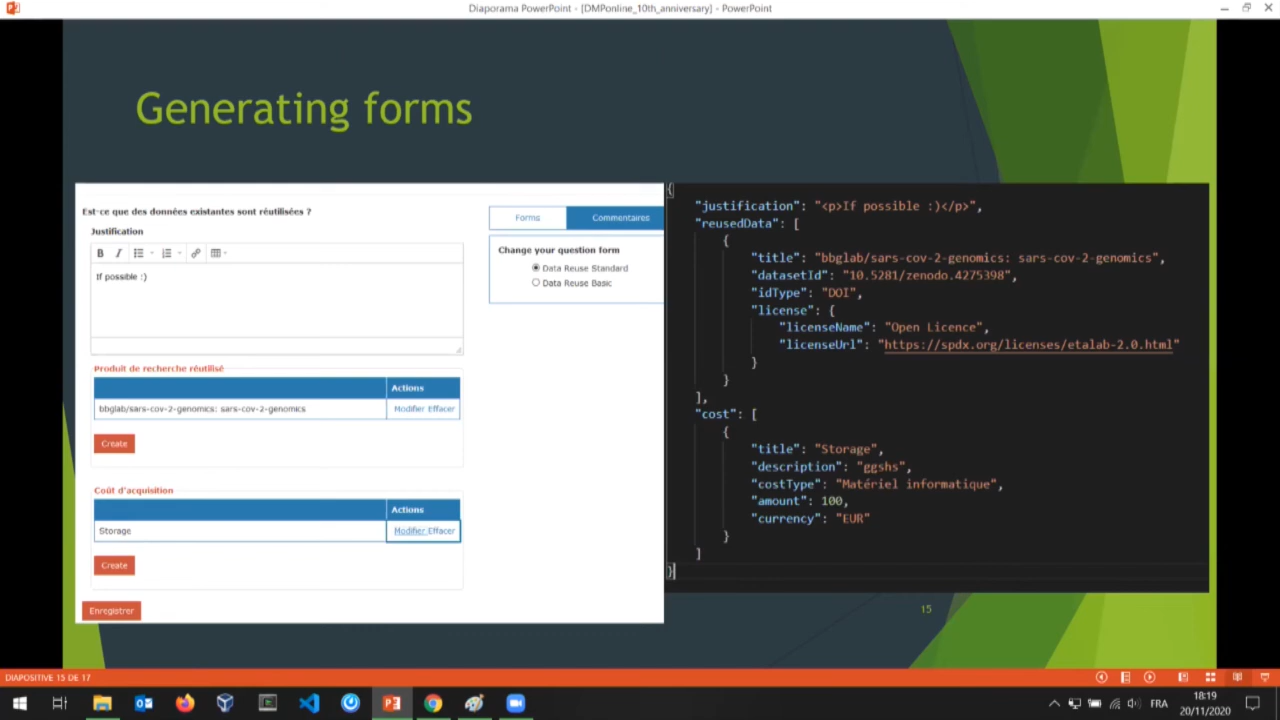 Diaporama PowerPoint - [DMPonline_10th_anniversary] - PowerPoint
Generating forms
Est-ce que des données existantes sont réutilisées ?
Justification
B I
If possible :)
Produit de recherche réutilisé
Actions
bbglab/sars-cov-2-genomics: sars-cov-2-genomics Modifier Effacer
Create
Coût d'acquisition
Actions
Storage Modifier Effacer
Create
Enregistrer
Forms Commentaires
Change your question form
Data Reuse Standard
Data Reuse Basic
{
"justification": "<p>If possible :)</p>",
"reusedData": [
{
"title": "bbglab/sars-cov-2-genomics: sars-cov-2-genomics",
"datasetId": "10.5281/zenodo.4275398",
"idType": "DOI",
"license": {
"licenseName": "Open Licence",
"licenseUrl": "https://spdx.org/licenses/etalab-2.0.html"
}
}
],
"cost": [
{
"title": "Storage",
"description": "ggshs",
"costType": "Matériel informatique",
"amount": 100,
"currency": "EUR"
}
]
}
15
DIAPOSITIVE 15 DE 17
FRA
18:19
20/11/2020